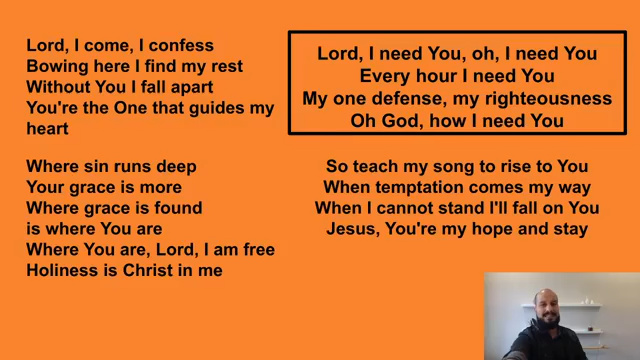 Lord, I come, I confess
Bowing here I find my rest
Without You I fall apart
You're the One that guides my
heart
Where sin runs deep
Your grace is more
Where grace is found
is where You are
Where You are, Lord, I am free
Holiness is Christ in me
Lord, I need You, oh, I need You
Every hour I need You
My one defense, my righteousness
Oh God, how I need You
So teach my song to rise to You
When temptation comes my way
When I cannot stand I'll fall on You
Jesus, You're my hope and stay